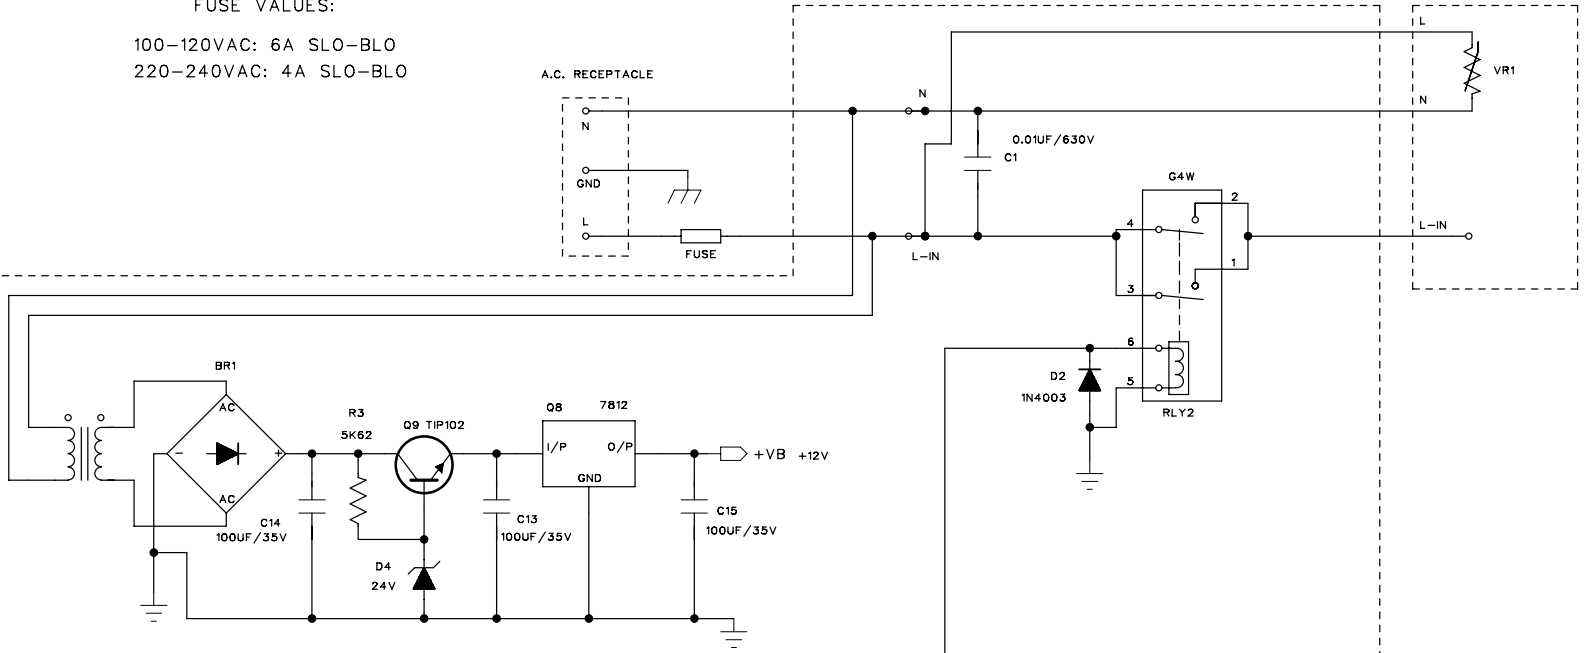 FUSE VALUES:
100-120VAC: 6A SLO-BLO
220-240VAC: 4A SLO-BLO
A.C. RECEPTACLE
N
GND
L
FUSE
N
L-IN
0.01UF/630V
C1
G4W
4
3
2
1
6
5
RLY2
D2
1N4003
L
VR1
N
L-IN
BR1
AC
-
+
AC
C14
100UF/35V
R3
5K62
Q9 TIP102
D4
24V
C13
100UF/35V
Q8 7812
I/P O/P
GND
+VB +12V
C15
100UF/35V